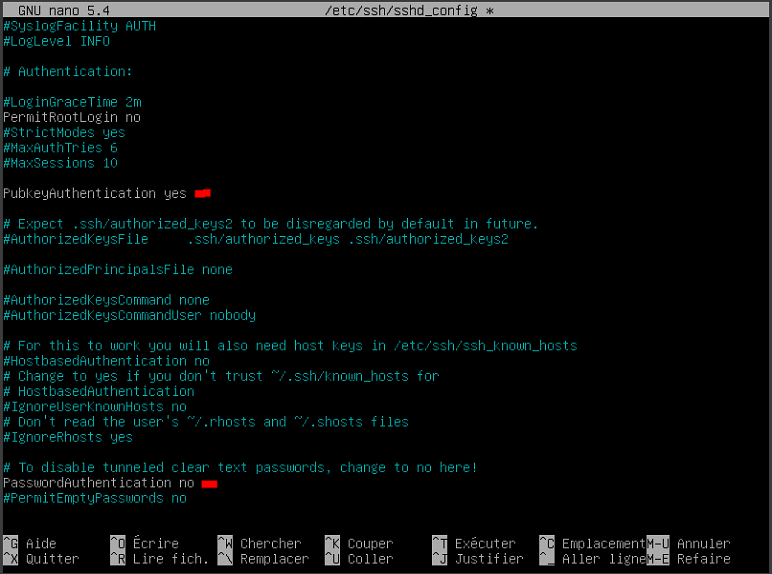 GNU nano 5.4 /etc/ssh/sshd_config *
#SyslogFacility AUTH
#LogLevel INFO
# Authentication:
#LoginGraceTime 2m
PermitRootLogin no
#StrictModes yes
#MaxAuthTries 6
#MaxSessions 10
PubkeyAuthentication yes
# Expect .ssh/authorized_keys2 to be disregarded by default in future.
#AuthorizedKeysFile .ssh/authorized_keys .ssh/authorized_keys2
#AuthorizedPrincipalsFile none
#AuthorizedKeysCommand none
#AuthorizedKeysCommandUser nobody
# For this to work you will also need host keys in /etc/ssh/ssh_known_hosts
#HostbasedAuthentication no
# Change to yes if you don't trust ~/.ssh/known_hosts for
# HostbasedAuthentication
#IgnoreUserKnownHosts no
# Don't read the user's ~/.rhosts and ~/.shosts files
#IgnoreRhosts yes
# To disable tunneled clear text passwords, change to no here!
PasswordAuthentication no
#PermitEmptyPasswords no
^G Aide ^O Écrire ^W Chercher ^K Couper ^T Exécuter ^C Emplacement M-U Annuler
^X Quitter ^R Lire fich. ^\ Remplacer ^U Coller ^J Justifier ^_ Aller ligne M-E Refaire